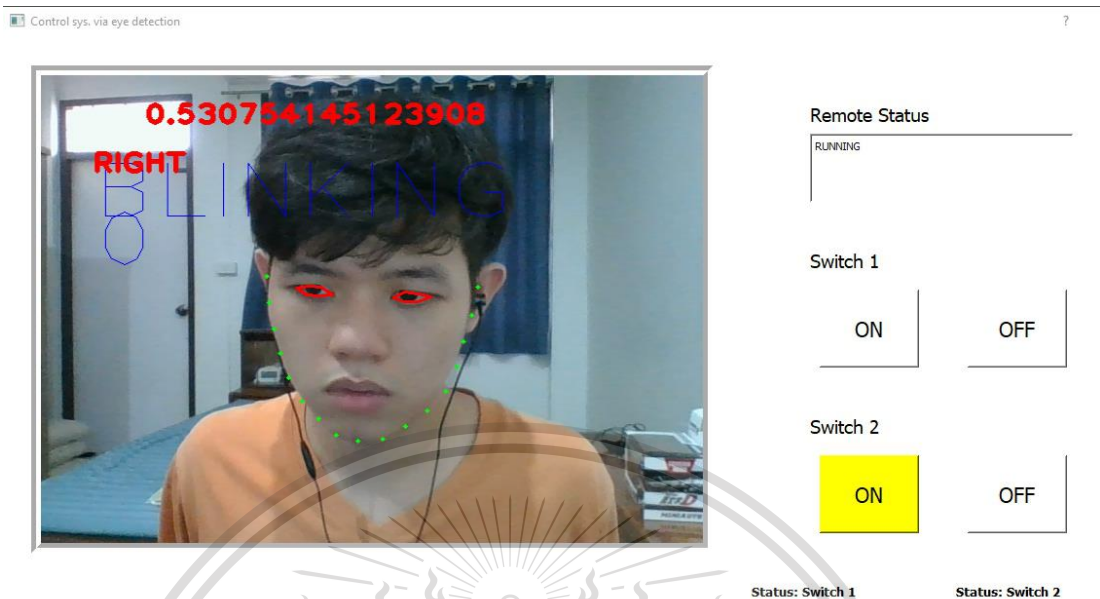 Control sys. via eye detection
?
0.530754145123908
RIGHT
BLINKING
0
Remote Status
RUNNING
Switch 1
ON
OFF
Switch 2
ON
OFF
Status: Switch 1
Status: Switch 2